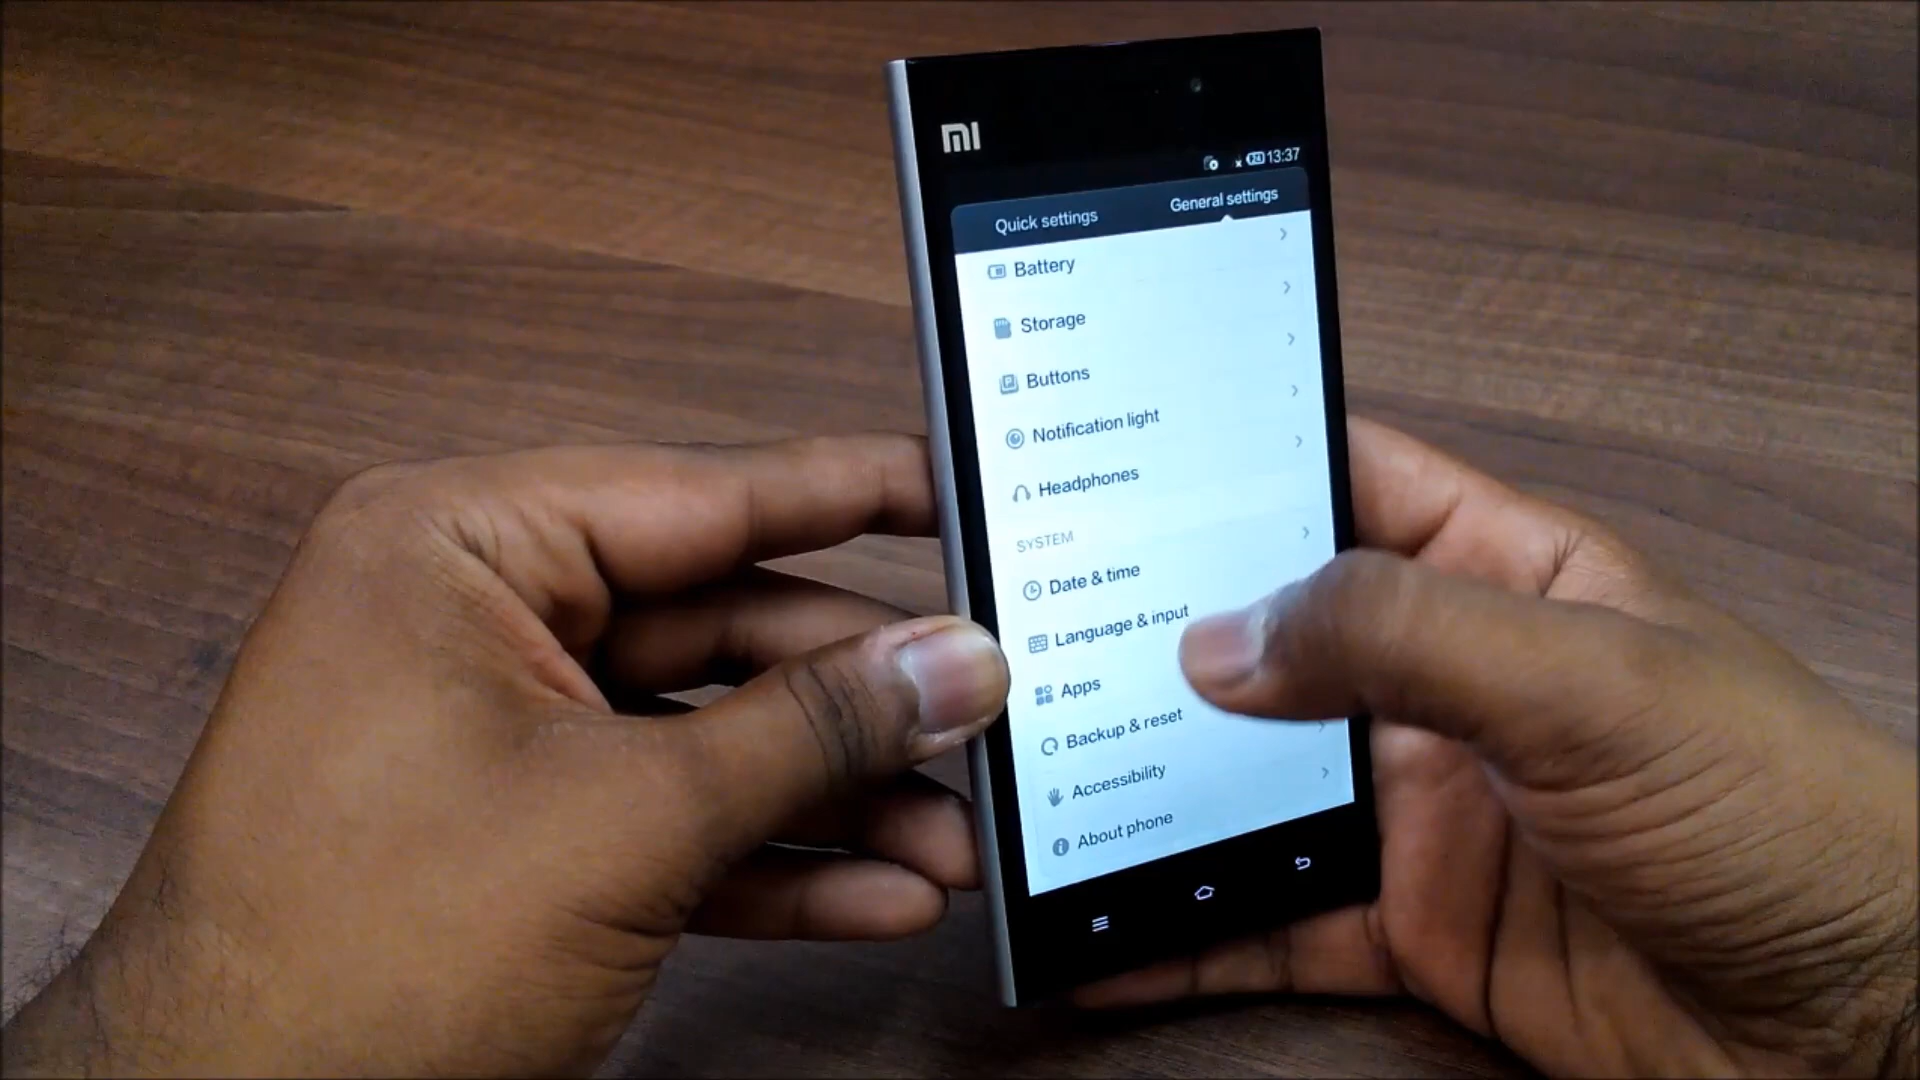 MI
24 13:37
Quick settings General settings
Battery
Storage
Buttons
Notification light
Headphones
SYSTEM
Date & time
Language & input
Apps
Backup & reset
Accessibility
About phone